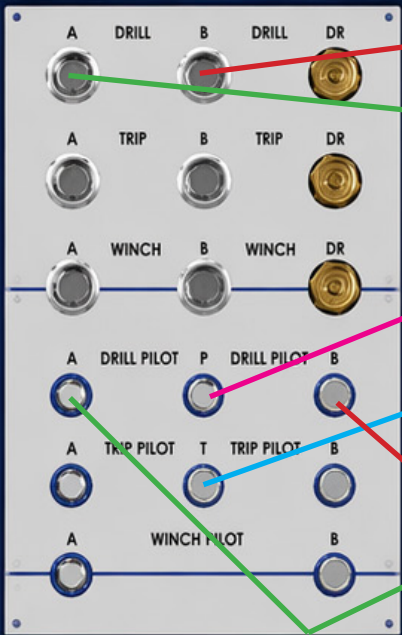 A DRILL B DRILL DR
A TRIP B TRIP DR
A WINCH B WINCH DR
A DRILL PILOT P DRILL PILOT B
A TRIP PILOT T TRIP PILOT B
A WINCH PILOT B